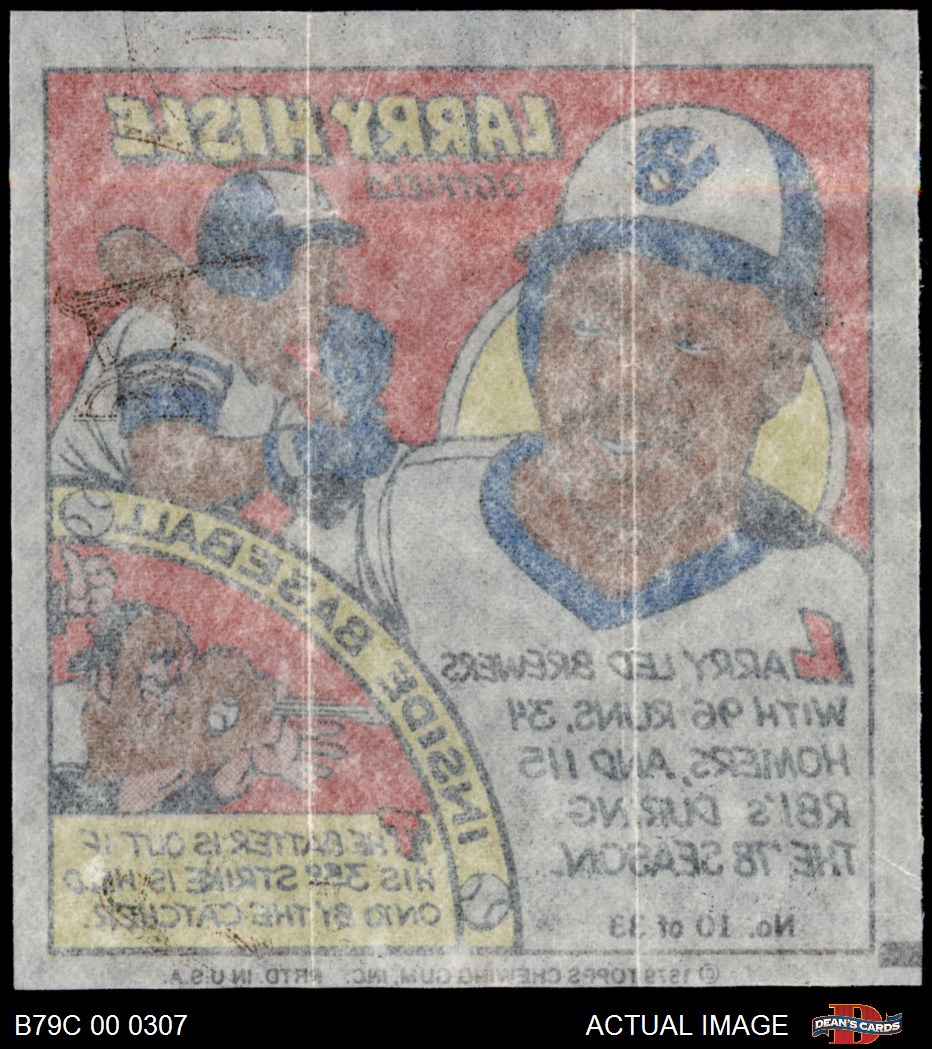 LARRY HISLE
OUTFIELD
INSIDE BASEBALL
LARRY LED BREWERS
WITH 96 RUNS, 34
HOMERS, AND 115
RBI'S DURING
THE '78 SEASON.
No. 10 of 33
THE BATTER IS OUT IF
HIS 3RD STRIKE IS HELD
ONTO BY THE CATCHER.
© 1979 TOPPS CHEWING GUM, INC. PRTD. IN U.S.A.
B79C 00 0307
ACTUAL IMAGE
DEAN'S CARDS